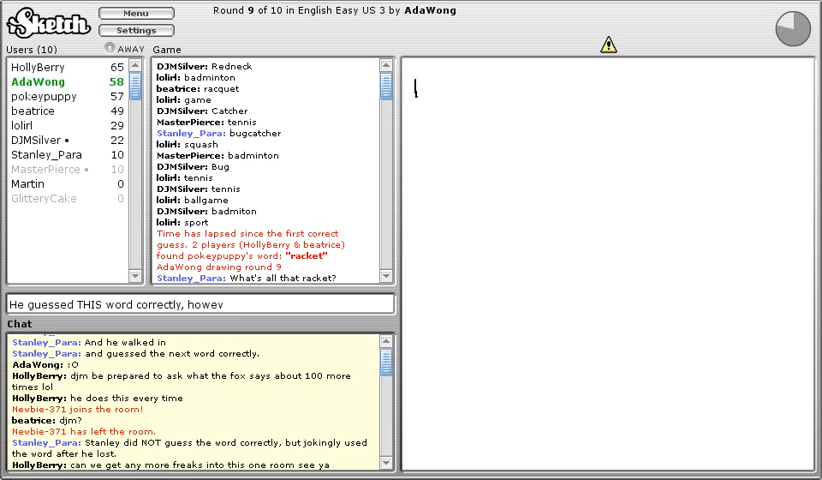 iSketch
Menu
Settings
Round 9 of 10 in English Easy US 3 by AdaWong
Users (10)
AWAY
Game
HollyBerry 65
AdaWong 58
pokeypuppy 57
beatrice 49
lolirl 29
DJMSilver • 22
Stanley_Para 10
MasterPierce • 10
Martin 0
GlitteryCake 0
DJMSilver: Redneck
lolirl: badminton
beatrice: racquet
lolirl: game
DJMSilver: Catcher
MasterPierce: tennis
Stanley_Para: bugcatcher
lolirl: squash
MasterPierce: badminton
DJMSilver: Bug
lolirl: tennis
DJMSilver: tennis
lolirl: ballgame
DJMSilver: badmiton
lolirl: sport
Time has lapsed since the first correct
guess. 2 players (HollyBerry & beatrice)
found pokeypuppy's word: "racket"
AdaWong drawing round 9
Stanley_Para: What's all that racket?
He guessed THIS word correctly, howev
Chat
Stanley_Para: And he walked in
Stanley_Para: and guessed the next word correctly.
AdaWong: :O
HollyBerry: djm be prepared to ask what the fox says about 100 more
times lol
HollyBerry: he does this every time
Newbie-371 joins the room!
beatrice: djm?
Newbie-371 has left the room.
Stanley_Para: Stanley did NOT guess the word correctly, but jokingly used
the word after he lost.
HollyBerry: can we get any more freaks into this one room see ya